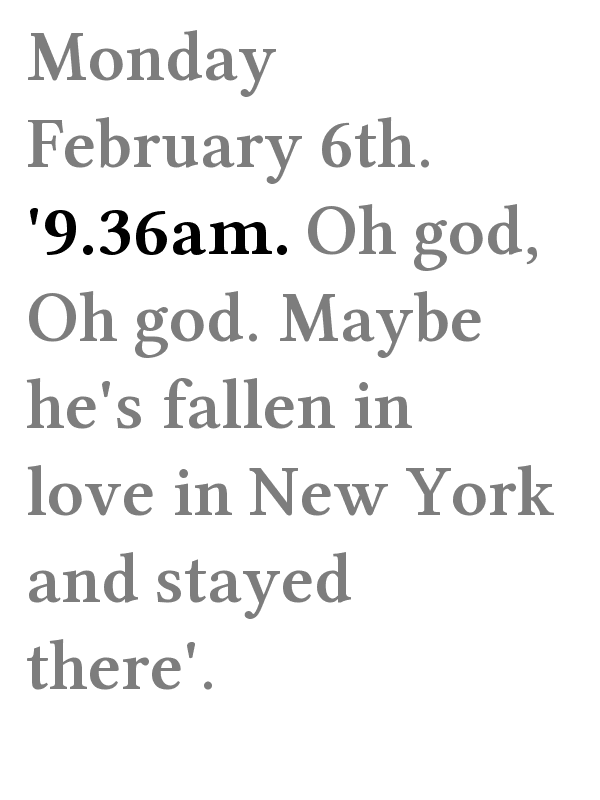 Monday
February 6th.
'9.36am. Oh god,
Oh god. Maybe
he's fallen in
love in New York
and stayed
there'.